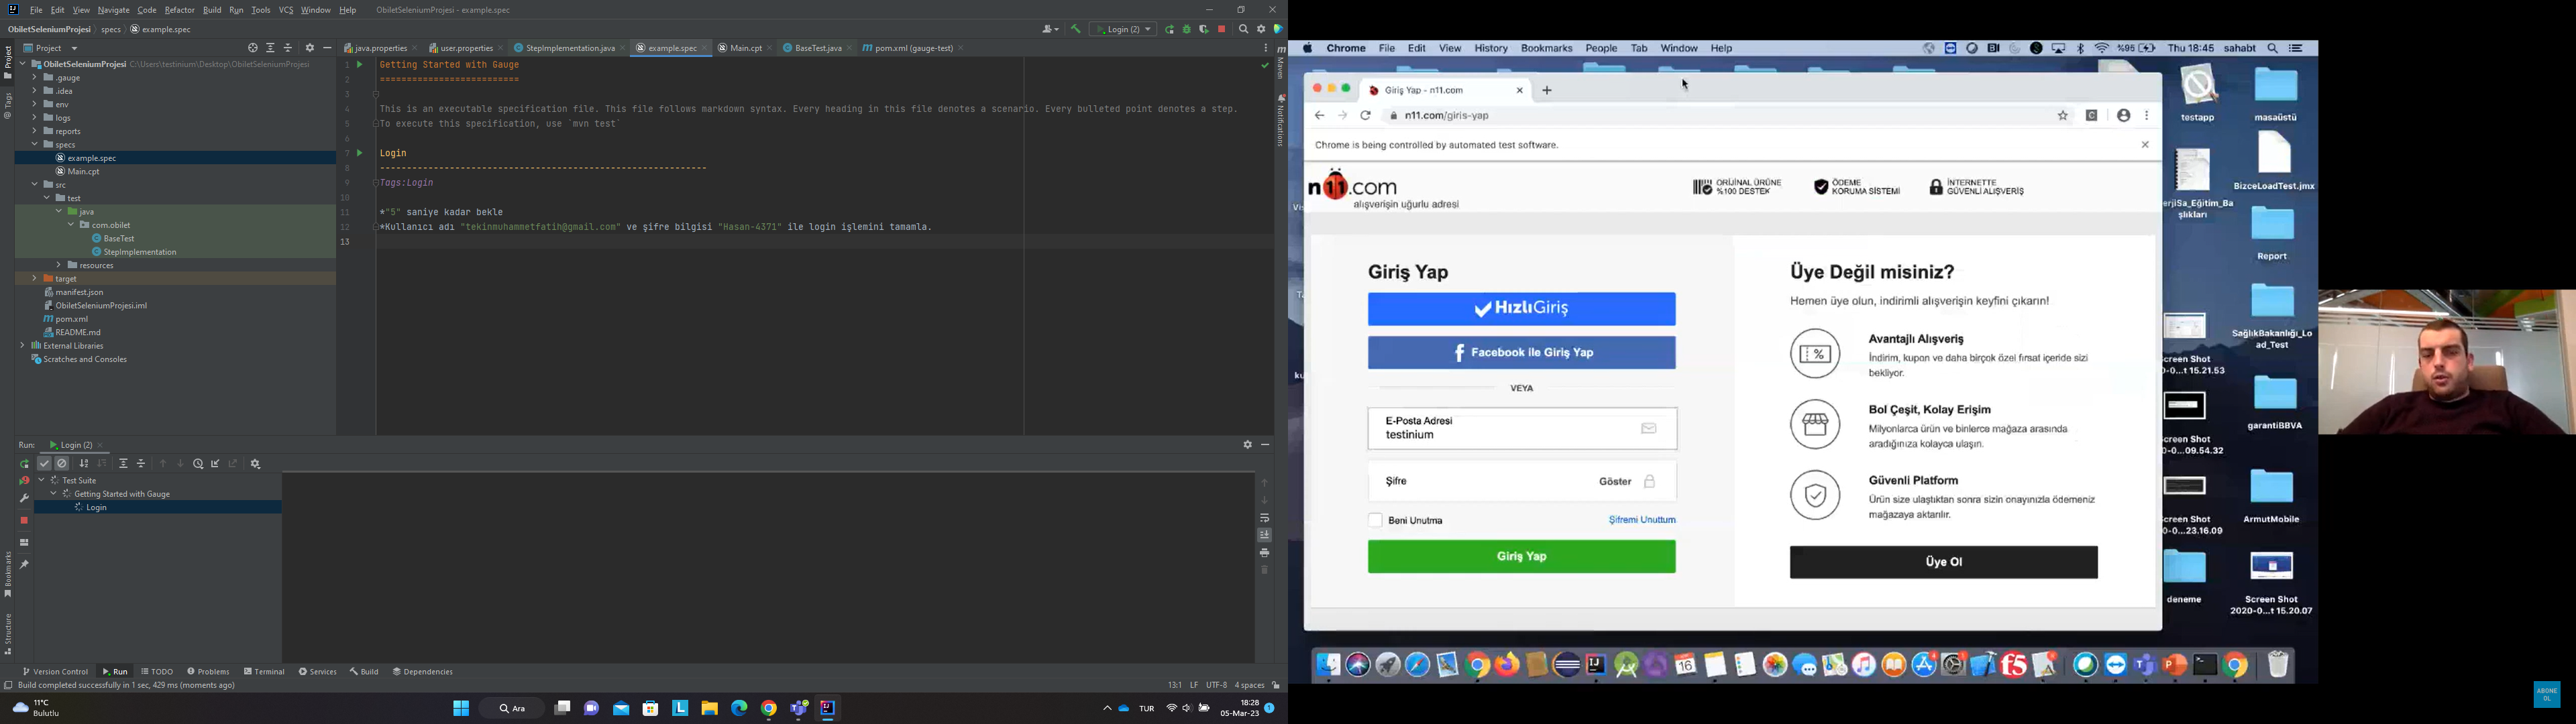 File Edit View Navigate Code Refactor Build Run Tools VCS Window Help ObiletSeleniumProjesi - example.spec
ObiletSeleniumProjesi specs example.spec
Login (2)
Project
java.properties user.properties StepImplementation.java example.spec Main.cpt BaseTest.java pom.xml (gauge-test)
ObiletSeleniumProjesi C:\Users\testinium\Desktop\ObiletSeleniumProjesi
.gauge
.idea
env
logs
reports
specs
example.spec
Main.cpt
src
test
java
com.obilet
BaseTest
StepImplementation
resources
target
manifest.json
ObiletSeleniumProjesi.iml
pom.xml
README.md
External Libraries
Scratches and Consoles
Project
Tags
Bookmarks
Structure
1 Getting Started with Gauge
2 ==========================
3
4 This is an executable specification file. This file follows markdown syntax. Every heading in this file denotes a scenario. Every bulleted point denotes a step.
5 To execute this specification, use `mvn test`
6
7 Login
8 -------------------------------------------------------------
9 Tags:Login
10
11 *"5" saniye kadar bekle
12 *Kullanıcı adı "tekinmuhammetfatih@gmail.com" ve şifre bilgisi "Hasan-4371" ile login işlemini tamamla.
13
Maven
Notifications
Run: Login (2)
Test Suite
Getting Started with Gauge
Login
Version Control Run TODO Problems Terminal Services Build Dependencies
Build completed successfully in 1 sec, 429 ms (moments ago)
13:1 LF UTF-8 4 spaces
11°C
Bulutlu
Ara
TUR
18:28
05-Mar-23
1
Chrome File Edit View History Bookmarks People Tab Window Help
%95 Thu 18:45 sahabt
Giriş Yap - n11.com
n11.com/giris-yap
Chrome is being controlled by automated test software.
n11.com
alışverişin uğurlu adresi
ORİJİNAL ÜRÜNE
%100 DESTEK
ÖDEME
KORUMA SİSTEMİ
İNTERNETTE
GÜVENLİ ALIŞVERİŞ
Giriş Yap
HızlıGiriş
Facebook ile Giriş Yap
VEYA
E-Posta Adresi
testinium
Şifre
Göster
Beni Unutma
Şifremi Unuttum
Giriş Yap
Üye Değil misiniz?
Hemen üye olun, indirimli alışverişin keyfini çıkarın!
Avantajlı Alışveriş
İndirim, kupon ve daha birçok özel fırsat içeride sizi
bekliyor.
Bol Çeşit, Kolay Erişim
Milyonlarca ürün ve binlerce mağaza arasında
aradığınıza kolayca ulaşın.
Güvenli Platform
Ürün size ulaştıktan sonra sizin onayınızla ödemeniz
mağazaya aktarılır.
Üye Ol
testapp
masaüstü
BizceLoadTest.jmx
erjiSa_Eğitim_Ba
şlıkları
Report
SağlıkBakanlığı_Lo
ad_Test
creen Shot
0-0...t 15.21.53
garantiBBVA
creen Shot
0-0...09.54.32
ArmutMobile
creen Shot
0-0...23.16.09
deneme
Screen Shot
2020-0...t 15.20.07
16
ABONE
OL